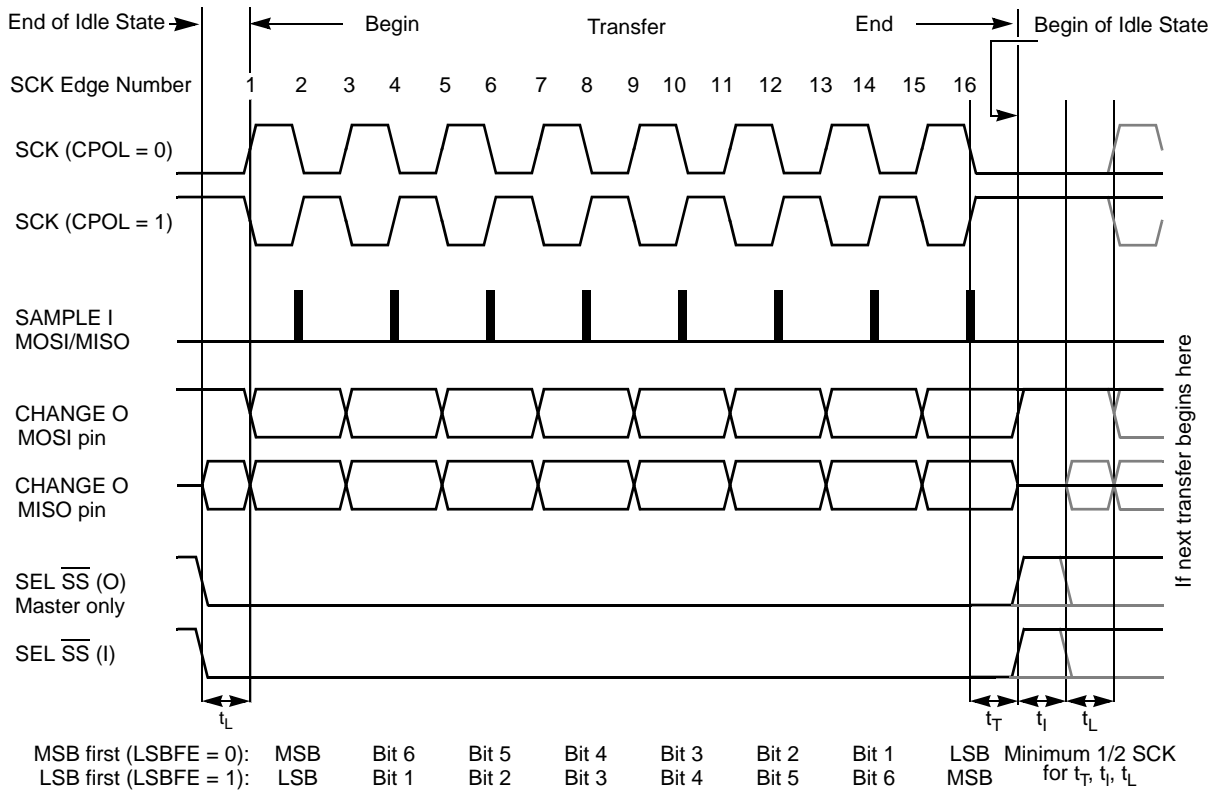 End of Idle State
Begin
Transfer
End
Begin of Idle State
SCK Edge Number
1 2 3 4 5 6 7 8 9 10 11 12 13 14 15 16
SCK (CPOL = 0)
SCK (CPOL = 1)
SAMPLE I
MOSI/MISO
CHANGE O
MOSI pin
CHANGE O
MISO pin
SEL SS (O)
Master only
SEL SS (I)
If next transfer begins here
tL
tT
tI
tL
MSB first (LSBFE = 0): MSB Bit 6 Bit 5 Bit 4 Bit 3 Bit 2 Bit 1 LSB
LSB first (LSBFE = 1): LSB Bit 1 Bit 2 Bit 3 Bit 4 Bit 5 Bit 6 MSB
Minimum 1/2 SCK
for tT, tI, tL